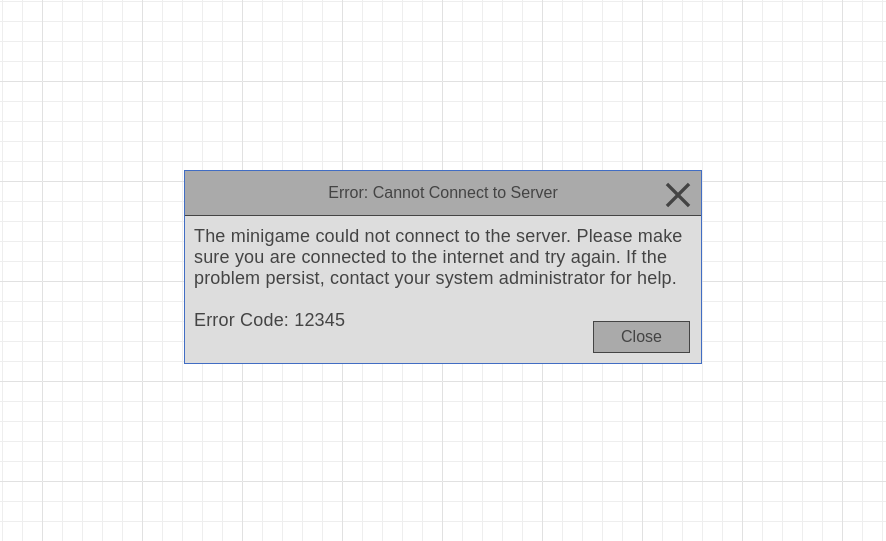 Error: Cannot Connect to Server
The minigame could not connect to the server. Please make
sure you are connected to the internet and try again. If the
problem persist, contact your system administrator for help.
Error Code: 12345
Close